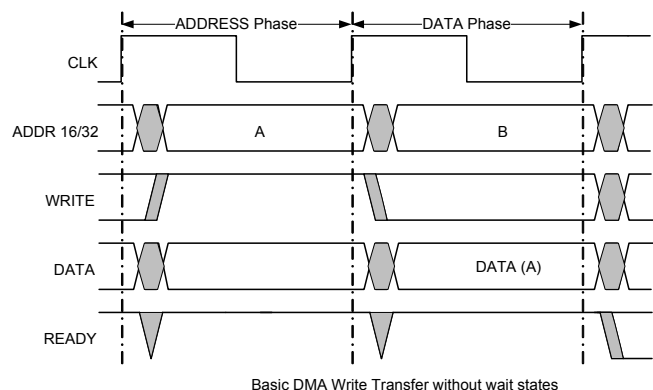 ADDRESS Phase DATA Phase
CLK
ADDR 16/32 A B
WRITE
DATA DATA (A)
READY
Basic DMA Write Transfer without wait states